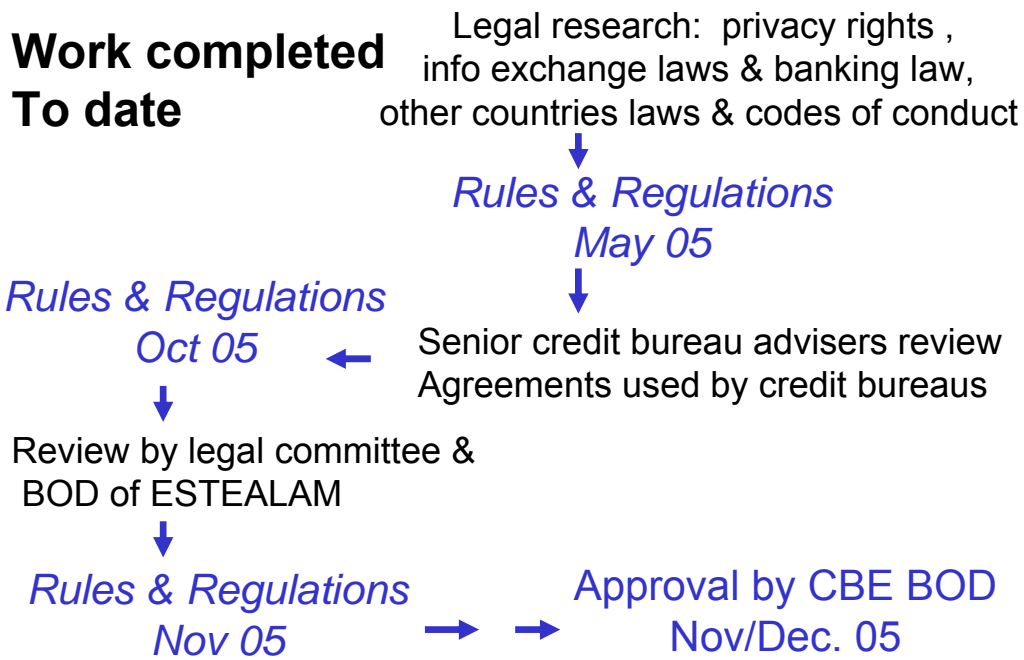 Work completed
To date
Legal research:  privacy rights ,
info exchange laws & banking law,
other countries laws & codes of conduct
Rules & Regulations
May 05
Senior credit bureau advisers review
Agreements used by credit bureaus
Rules & Regulations
Oct 05
Review by legal committee &
BOD of ESTEALAM
Rules & Regulations
Nov 05
Approval by CBE BOD
Nov/Dec. 05